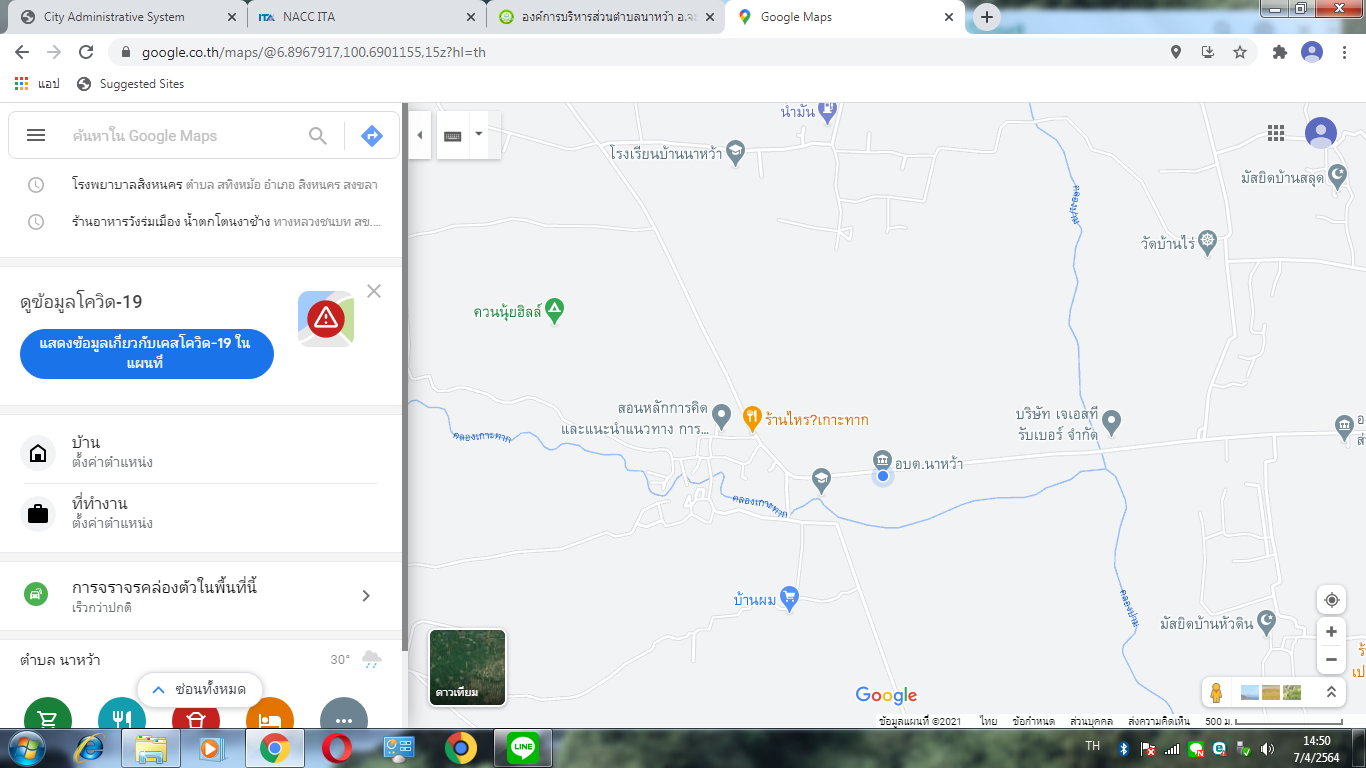 City Administrative System
NACC ITA
องค์การบริหารส่วนตำบลนาหว้า อ.จะ
Google Maps
google.co.th/maps/@6.8967917,100.6901155,15z?hl=th
แอป
Suggested Sites
ค้นหาใน Google Maps
โรงพยาบาลสิงหนคร ตำบล สทิงหม้อ อำเภอ สิงหนคร สงขลา
ร้านอาหารวังร่มเมือง น้ำตกโตนงาช้าง ทางหลวงชนบท สข....
ดูข้อมูลโควิด-19
แสดงข้อมูลเกี่ยวกับเคสโควิด-19 ใน
แผนที่
บ้าน
ตั้งค่าตำแหน่ง
ที่ทำงาน
ตั้งค่าตำแหน่ง
การจราจรคล่องตัวในพื้นที่นี้
เร็วกว่าปกติ
ตำบล นาหว้า
30°
ซ่อนทั้งหมด
น้ำมัน
โรงเรียนบ้านนาหว้า
มัสยิดบ้านสลุด
วัดบ้านไร่
ควนนุ้ยฮิลล์
สอนหลักการคิด
และแนะนำแนวทาง การ...
ร้านไหร?เกาะทาก
บริษัท เจเอสที
รับเบอร์ จำกัด
อ
ส่
คลองเกาะทาก
อบต.นาหว้า
คลองเกาะทาก
บ้านผม
มัสยิดบ้านหัวดิน
ร้
เป
ดาวเทียม
Google
ข้อมูลแผนที่ ©2021
ไทย
ข้อกำหนด
ส่วนบุคคล
ส่งความคิดเห็น
500 ม.
LINE
TH
14:50
7/4/2564